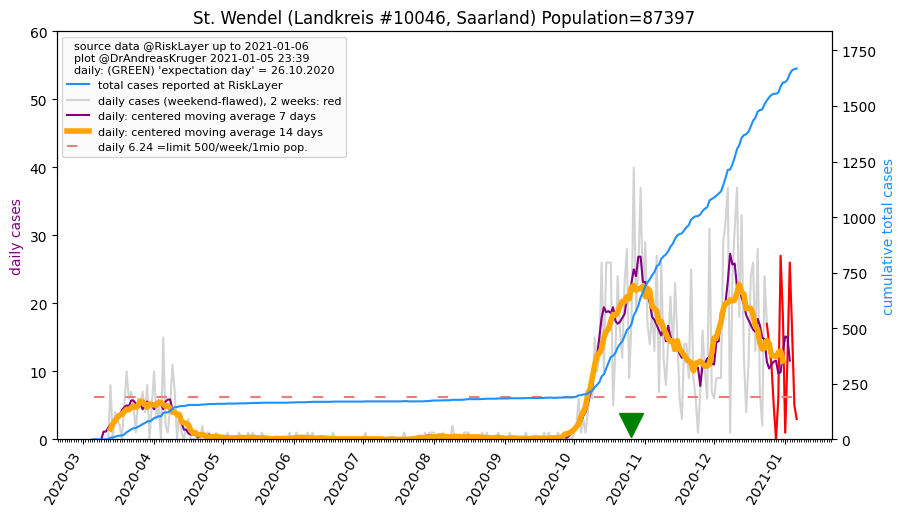 St. Wendel (Landkreis #10046, Saarland) Population=87397
source data @RiskLayer up to 2021-01-06
plot @DrAndreasKruger 2021-01-05 23:39
daily: (GREEN) 'expectation day' = 26.10.2020
total cases reported at RiskLayer
daily cases (weekend-flawed), 2 weeks: red
daily: centered moving average 7 days
daily: centered moving average 14 days
daily 6.24 =limit 500/week/1mio pop.
daily cases
60
50
40
30
20
10
0
cumulative total cases
1750
1500
1250
1000
750
500
250
0
2020-03
2020-04
2020-05
2020-06
2020-07
2020-08
2020-09
2020-10
2020-11
2020-12
2021-01